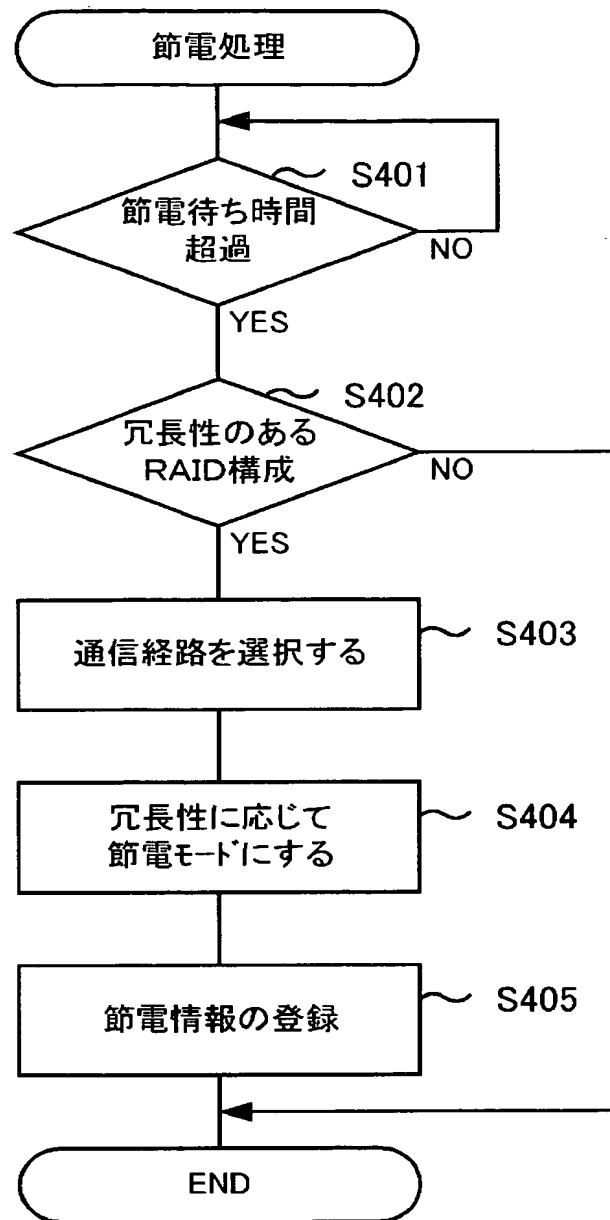 節電処理
S401
節電待ち時間
超過
NO
YES
S402
冗長性のある
RAID構成
NO
YES
S403
通信経路を選択する
S404
冗長性に応じて
節電モードにする
S405
節電情報の登録
END